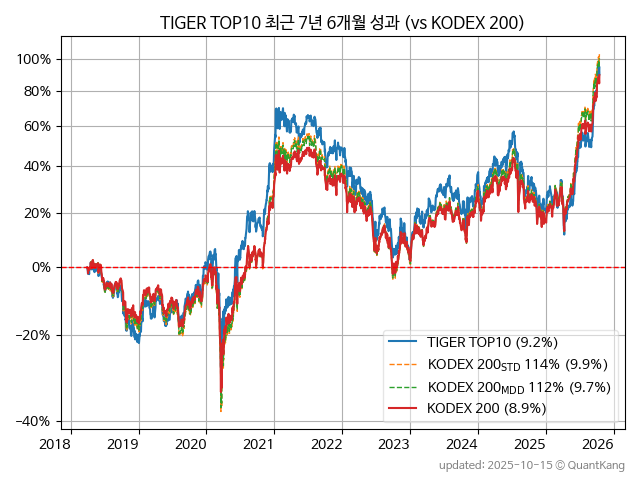 TIGER TOP10 최근 7년 6개월 성과 (vs KODEX 200)
100%
80%
60%
40%
20%
0%
−20%
−40%
TIGER TOP10 (9.2%)
KODEX 200STD 114% (9.9%)
KODEX 200MDD 112% (9.7%)
KODEX 200 (8.9%)
2018 2019 2020 2021 2022 2023 2024 2025 2026
updated: 2025-10-15 © QuantKang